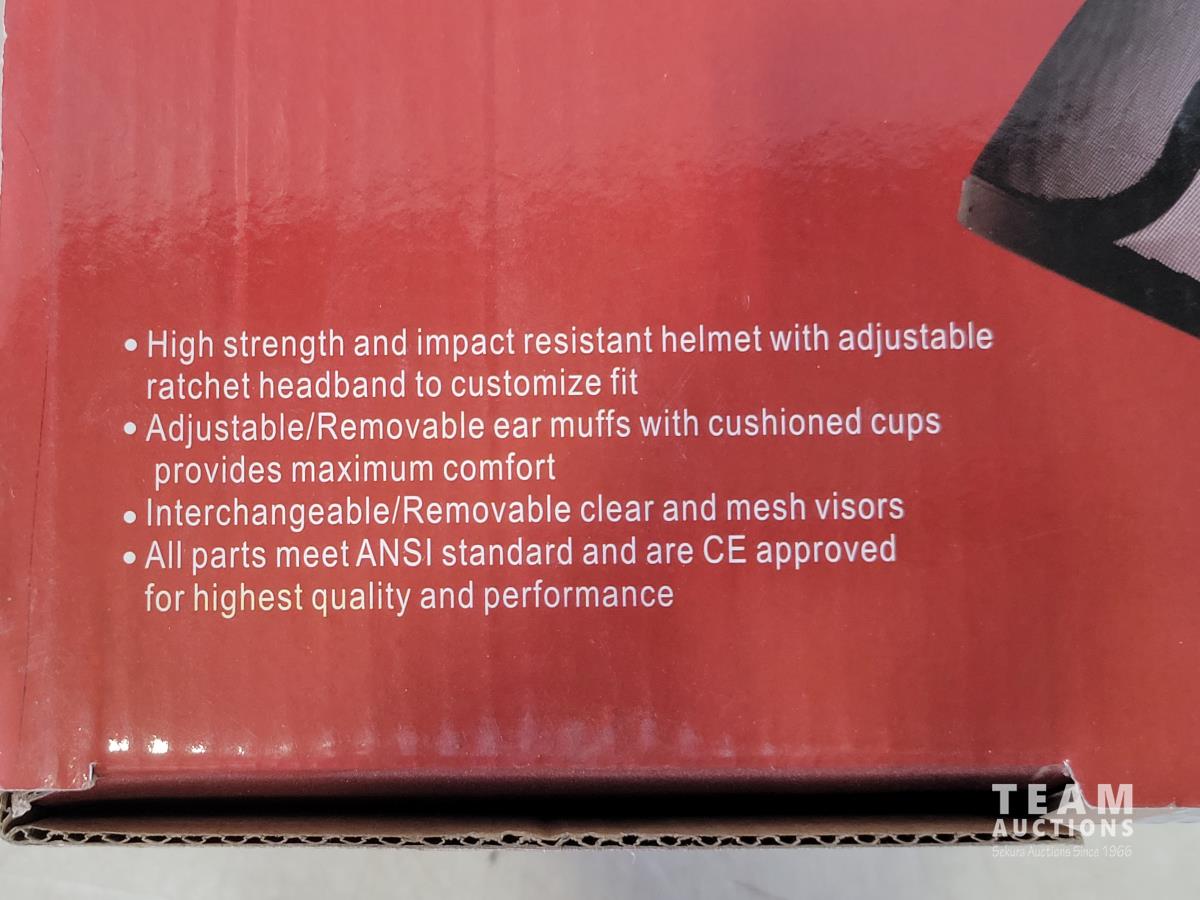 • High strength and impact resistant helmet with adjustable
ratchet headband to customize fit
• Adjustable/Removable ear muffs with cushioned cups
provides maximum comfort
• Interchangeable/Removable clear and mesh visors
• All parts meet ANSI standard and are CE approved
for highest quality and performance
TEAM
AUCTIONS
Sekura Auctions Since 1966